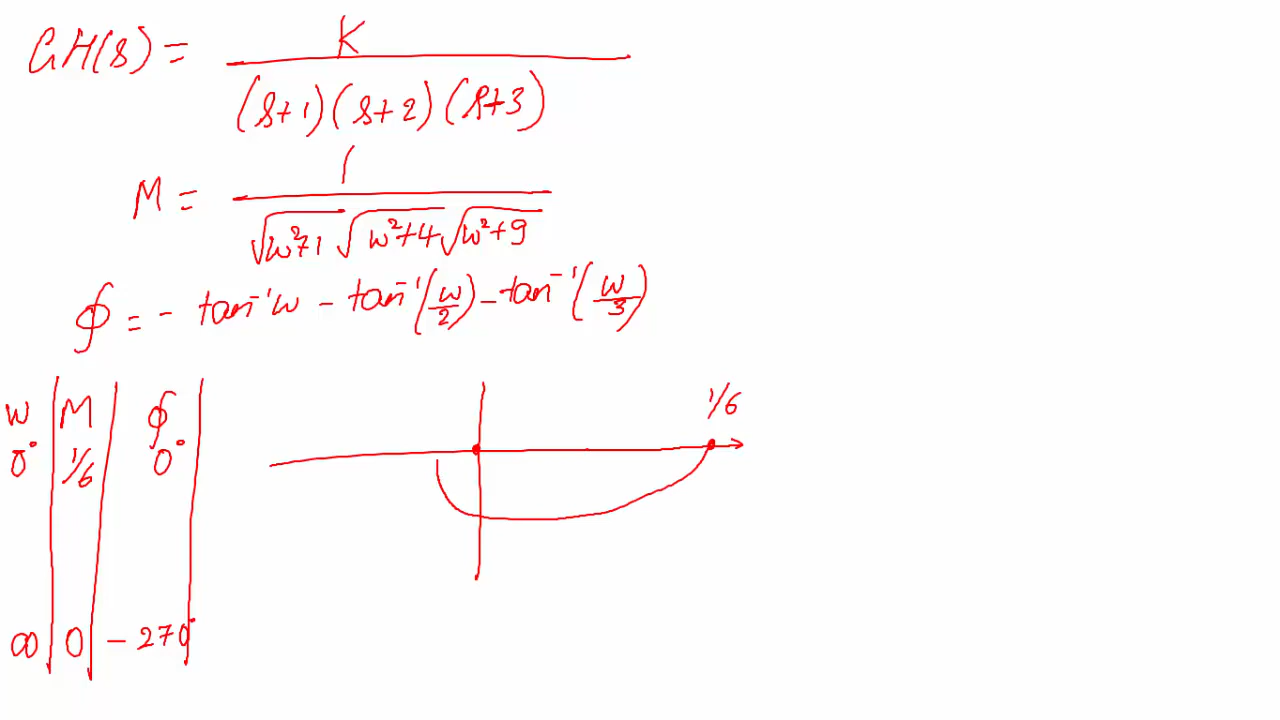 GH(s) = K
(s+1)(s+2)(s+3)
M = 1
√w²+1 √w²+4 √w²+9
ϕ = - tan⁻¹w - tan⁻¹(w/2) - tan⁻¹(w/3)
w M ϕ 1/6
0° 1/6 0°
∞ 0 - 270°